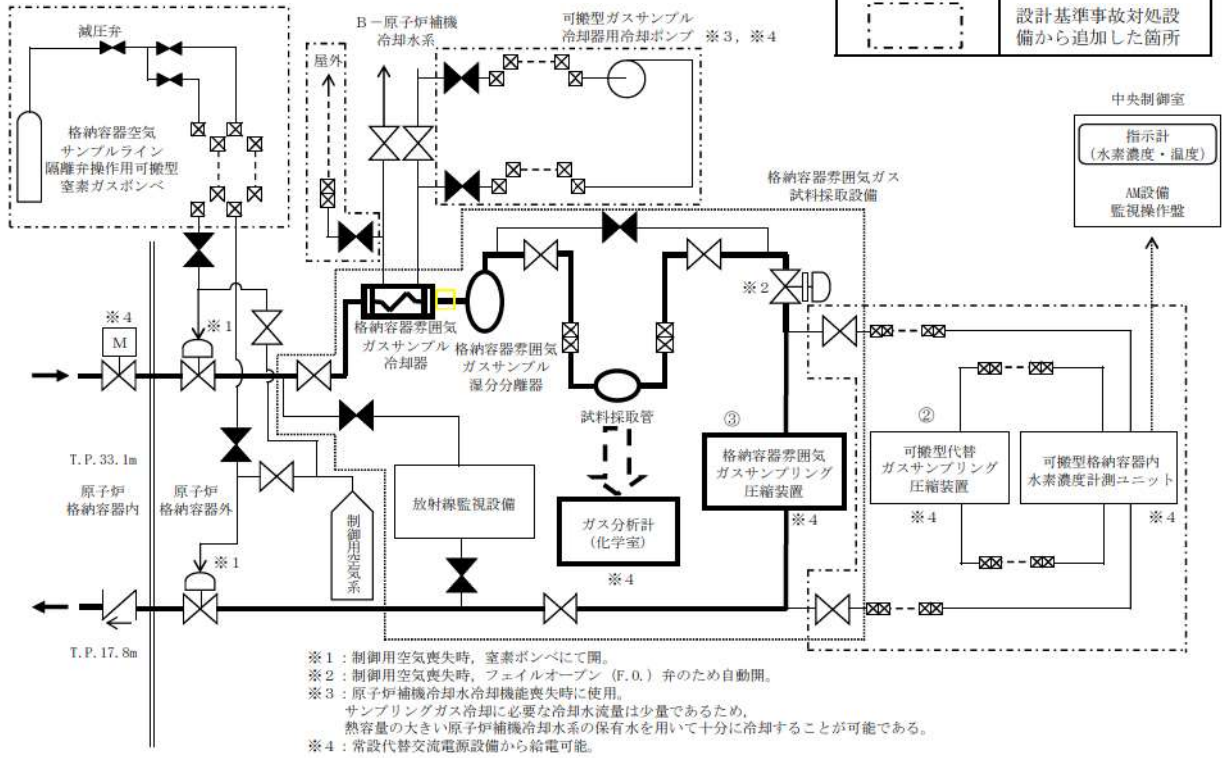 設計基準事故対処設
備から追加した箇所
減圧弁
格納容器空気
サンプルライン
隔離弁操作用可搬型
窒素ガスボンベ
B-原子炉補機
冷却水系
屋外
可搬型ガスサンプル
冷却器用冷却ポンプ ※3, ※4
中央制御室
指示計
(水素濃度・温度)
AM設備
監視操作盤
格納容器雰囲気ガス
試料採取設備
※2
※4
M
※1
格納容器雰囲気
ガスサンプル
冷却器
格納容器雰囲気
ガスサンプル
湿分分離器
試料採取管
③
格納容器雰囲気
ガスサンプリング
圧縮装置
※4
②
可搬型代替
ガスサンプリング
圧縮装置
※4
可搬型格納容器内
水素濃度計測ユニット
※4
T.P.33.1m
原子炉
格納容器内
原子炉
格納容器外
放射線監視設備
ガス分析計
(化学室)
※4
制御用空気系
※1
T.P.17.8m
※1：制御用空気喪失時，窒素ボンベにて開。
※2：制御用空気喪失時，フェイルオープン（F.O.）弁のため自動開。
※3：原子炉補機冷却水冷却機能喪失時に使用。
サンプリングガス冷却に必要な冷却水流量は少量であるため，
熱容量の大きい原子炉補機冷却水系の保有水を用いて十分に冷却することが可能である。
※4：常設代替交流電源設備から給電可能。